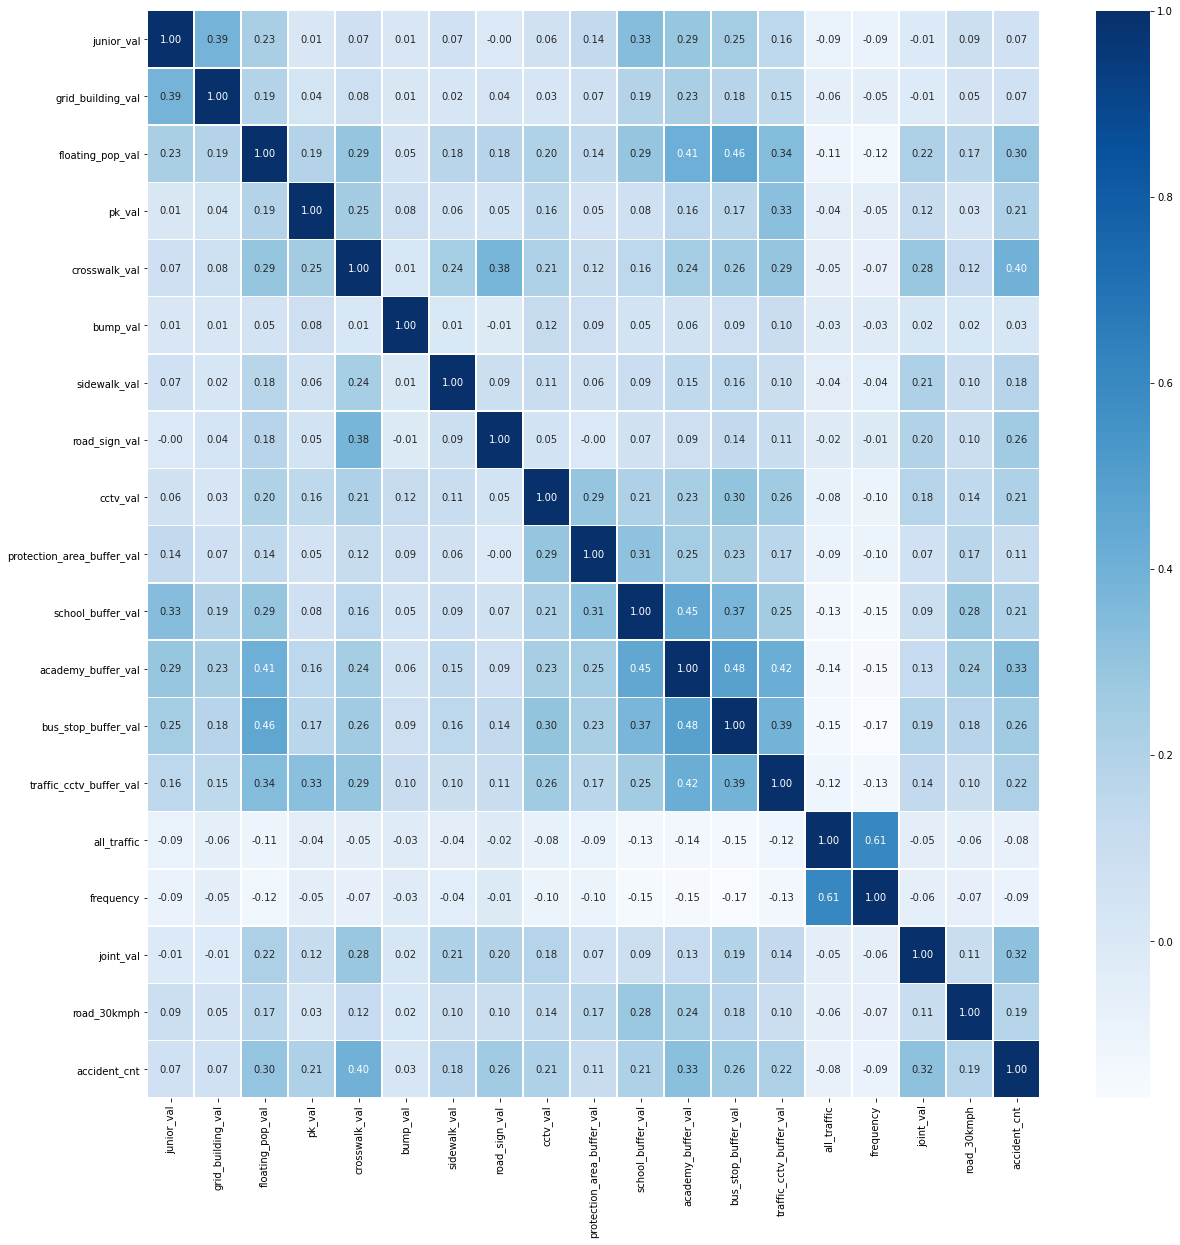 junior_val 1.00 0.39 0.23 0.01 0.07 0.01 0.07 -0.00 0.06 0.14 0.33 0.29 0.25 0.16 -0.09 -0.09 -0.01 0.09 0.07
grid_building_val 0.39 1.00 0.19 0.04 0.08 0.01 0.02 0.04 0.03 0.07 0.19 0.23 0.18 0.15 -0.06 -0.05 -0.01 0.05 0.07
floating_pop_val 0.23 0.19 1.00 0.19 0.29 0.05 0.18 0.18 0.20 0.14 0.29 0.41 0.46 0.34 -0.11 -0.12 0.22 0.17 0.30
pk_val 0.01 0.04 0.19 1.00 0.25 0.08 0.06 0.05 0.16 0.05 0.08 0.16 0.17 0.33 -0.04 -0.05 0.12 0.03 0.21
crosswalk_val 0.07 0.08 0.29 0.25 1.00 0.01 0.24 0.38 0.21 0.12 0.16 0.24 0.26 0.29 -0.05 -0.07 0.28 0.12 0.40
bump_val 0.01 0.01 0.05 0.08 0.01 1.00 0.01 -0.01 0.12 0.09 0.05 0.06 0.09 0.10 -0.03 -0.03 0.02 0.02 0.03
sidewalk_val 0.07 0.02 0.18 0.06 0.24 0.01 1.00 0.09 0.11 0.06 0.09 0.15 0.16 0.10 -0.04 -0.04 0.21 0.10 0.18
road_sign_val -0.00 0.04 0.18 0.05 0.38 -0.01 0.09 1.00 0.05 -0.00 0.07 0.09 0.14 0.11 -0.02 -0.01 0.20 0.10 0.26
cctv_val 0.06 0.03 0.20 0.16 0.21 0.12 0.11 0.05 1.00 0.29 0.21 0.23 0.30 0.26 -0.08 -0.10 0.18 0.14 0.21
protection_area_buffer_val 0.14 0.07 0.14 0.05 0.12 0.09 0.06 -0.00 0.29 1.00 0.31 0.25 0.23 0.17 -0.09 -0.10 0.07 0.17 0.11
school_buffer_val 0.33 0.19 0.29 0.08 0.16 0.05 0.09 0.07 0.21 0.31 1.00 0.45 0.37 0.25 -0.13 -0.15 0.09 0.28 0.21
academy_buffer_val 0.29 0.23 0.41 0.16 0.24 0.06 0.15 0.09 0.23 0.25 0.45 1.00 0.48 0.42 -0.14 -0.15 0.13 0.24 0.33
bus_stop_buffer_val 0.25 0.18 0.46 0.17 0.26 0.09 0.16 0.14 0.30 0.23 0.37 0.48 1.00 0.39 -0.15 -0.17 0.19 0.18 0.26
traffic_cctv_buffer_val 0.16 0.15 0.34 0.33 0.29 0.10 0.10 0.11 0.26 0.17 0.25 0.42 0.39 1.00 -0.12 -0.13 0.14 0.10 0.22
all_traffic -0.09 -0.06 -0.11 -0.04 -0.05 -0.03 -0.04 -0.02 -0.08 -0.09 -0.13 -0.14 -0.15 -0.12 1.00 0.61 -0.05 -0.06 -0.08
frequency -0.09 -0.05 -0.12 -0.05 -0.07 -0.03 -0.04 -0.01 -0.10 -0.10 -0.15 -0.15 -0.17 -0.13 0.61 1.00 -0.06 -0.07 -0.09
joint_val -0.01 -0.01 0.22 0.12 0.28 0.02 0.21 0.20 0.18 0.07 0.09 0.13 0.19 0.14 -0.05 -0.06 1.00 0.11 0.32
road_30kmph 0.09 0.05 0.17 0.03 0.12 0.02 0.10 0.10 0.14 0.17 0.28 0.24 0.18 0.10 -0.06 -0.07 0.11 1.00 0.19
accident_cnt 0.07 0.07 0.30 0.21 0.40 0.03 0.18 0.26 0.21 0.11 0.21 0.33 0.26 0.22 -0.08 -0.09 0.32 0.19 1.00
junior_val
grid_building_val
floating_pop_val
pk_val
crosswalk_val
bump_val
sidewalk_val
road_sign_val
cctv_val
protection_area_buffer_val
school_buffer_val
academy_buffer_val
bus_stop_buffer_val
traffic_cctv_buffer_val
all_traffic
frequency
joint_val
road_30kmph
accident_cnt
1.0
0.8
0.6
0.4
0.2
0.0